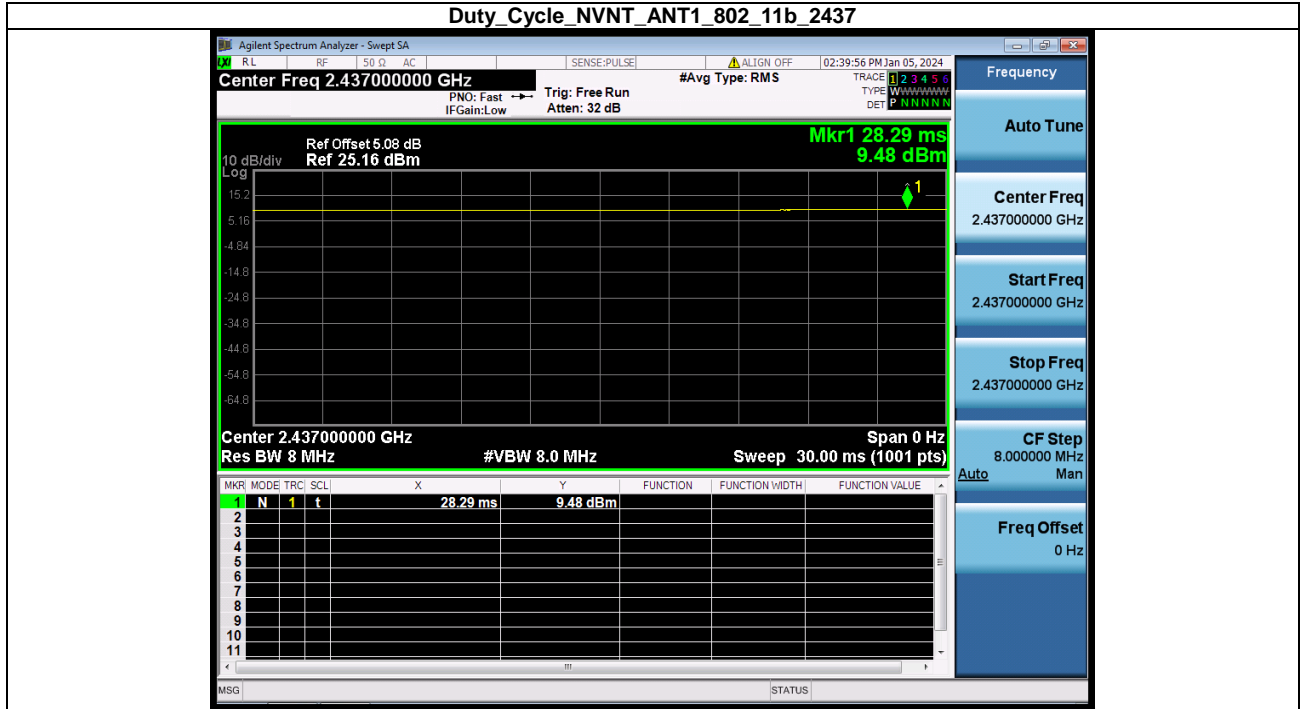 Duty_Cycle_NVNT_ANT1_802_11b_2437
Agilent Spectrum Analyzer - Swept SA
RL RF 50 Ω AC SENSE:PULSE ALIGN OFF 02:39:56 PM Jan 05, 2024
Center Freq 2.437000000 GHz #Avg Type: RMS TRACE 1 2 3 4 5 6
PNO: Fast Trig: Free Run TYPE WWWWWWW
IFGain:Low Atten: 32 dB DET P N N N N N
Frequency
Mkr1 28.29 ms
Ref Offset 5.08 dB
10 dB/div Ref 25.16 dBm 9.48 dBm
Log
1
15.2
5.16
-4.84
-14.8
-24.8
-34.8
-44.8
-54.8
-64.8
Center 2.437000000 GHz Span 0 Hz
Res BW 8 MHz #VBW 8.0 MHz Sweep 30.00 ms (1001 pts)
MKR MODE TRC SCL X Y FUNCTION FUNCTION WIDTH FUNCTION VALUE
1 N 1 t 28.29 ms 9.48 dBm
2
3
4
5
6
7
8
9
10
11
MSG STATUS
Auto Tune
Center Freq
2.437000000 GHz
Start Freq
2.437000000 GHz
Stop Freq
2.437000000 GHz
CF Step
8.000000 MHz
Auto Man
Freq Offset
0 Hz